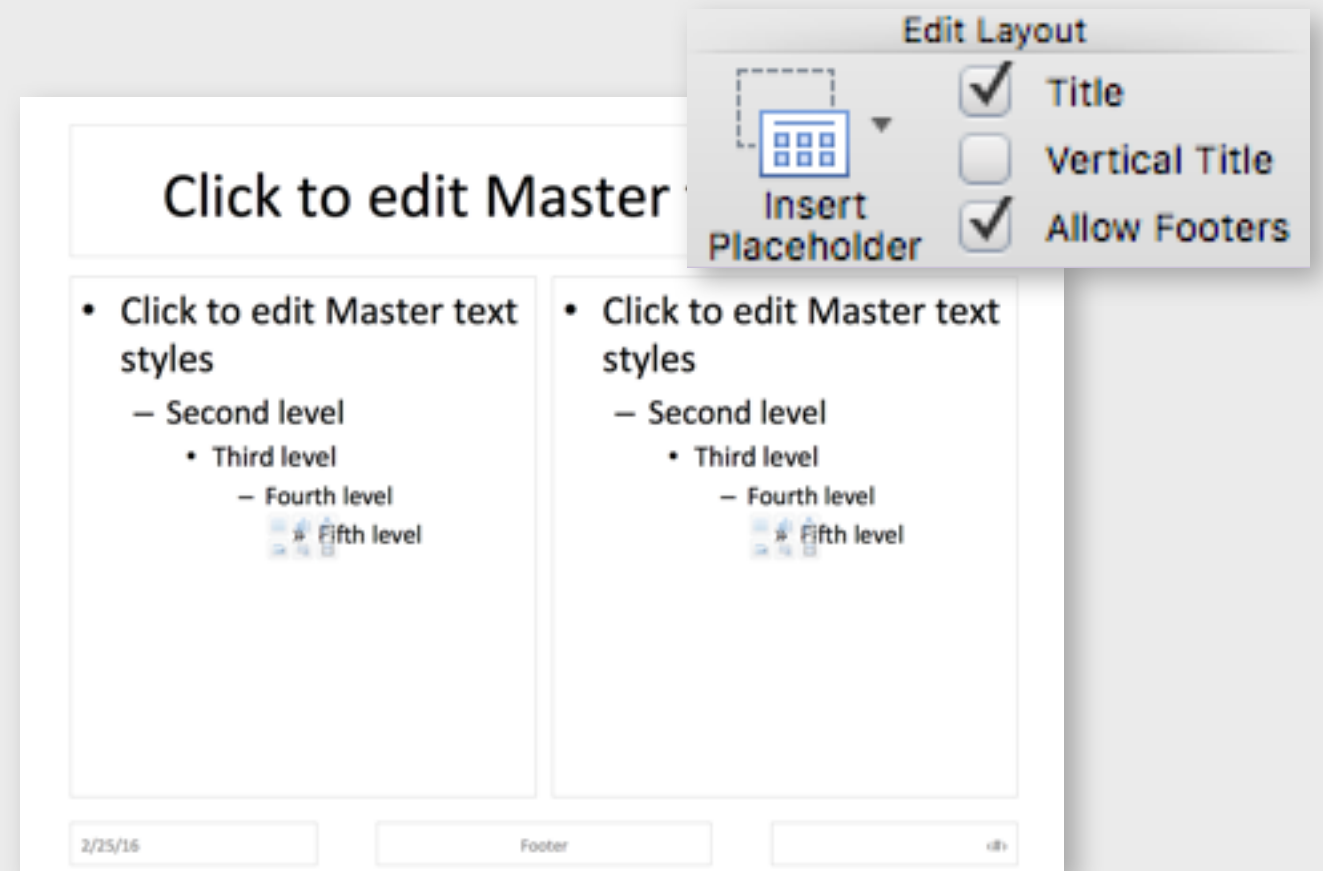 Edit Layout
Title
Vertical Title
Allow Footers
Insert
Placeholder
Click to edit Master
• Click to edit Master text
styles
– Second level
• Third level
– Fourth level
» Fifth level
• Click to edit Master text
styles
– Second level
• Third level
– Fourth level
» Fifth level
2/25/16
Footer
‹#›